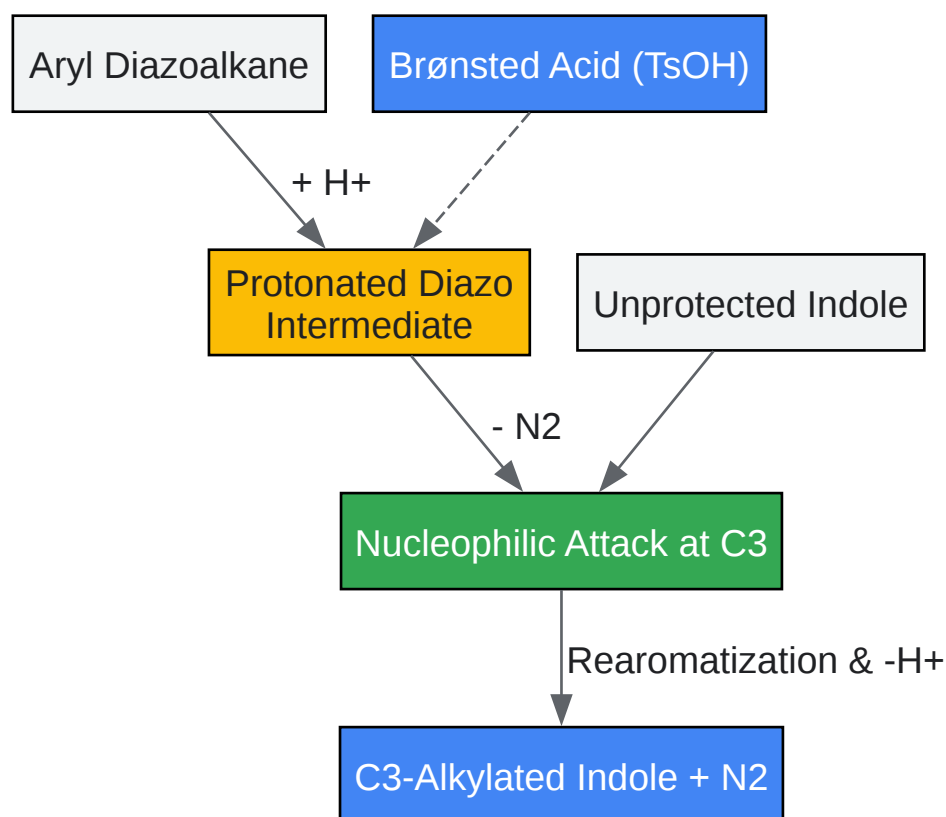 Aryl Diazoalkane
Brønsted Acid (TsOH)
+ H+
Protonated Diazo
Intermediate
Unprotected Indole
- N2
Nucleophilic Attack at C3
Rearomatization & -H+
C3-Alkylated Indole + N2